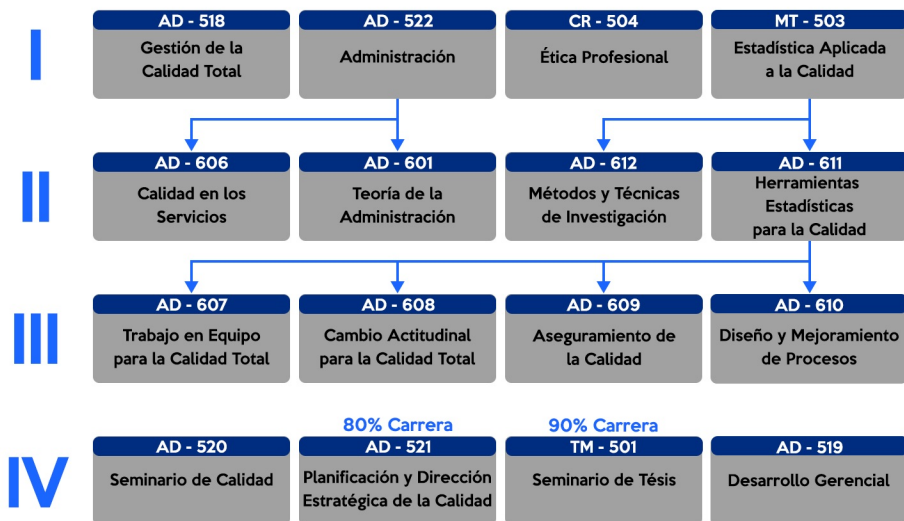 I
AD - 518
Gestión de la
Calidad Total
AD - 522
Administración
CR - 504
Ética Profesional
MT - 503
Estadística Aplicada
a la Calidad
II
AD - 606
Calidad en los
Servicios
AD - 601
Teoría de la
Administración
AD - 612
Métodos y Técnicas
de Investigación
AD - 611
Herramientas
Estadísticas
para la Calidad
III
AD - 607
Trabajo en Equipo
para la Calidad Total
AD - 608
Cambio Actitudinal
para la Calidad Total
AD - 609
Aseguramiento de
la Calidad
AD - 610
Diseño y Mejoramiento
de Procesos
IV
AD - 520
Seminario de Calidad
80% Carrera
AD - 521
Planificación y Dirección
Estratégica de la Calidad
90% Carrera
TM - 501
Seminario de Tésis
AD - 519
Desarrollo Gerencial